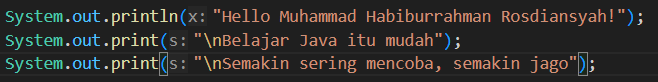 System.out.println(x:"Hello Muhammad Habiburrahman Rosdiansyah!");
System.out.print(s:"\nBelajar Java itu mudah");
System.out.print(s:"\nSemakin sering mencoba, semakin jago");